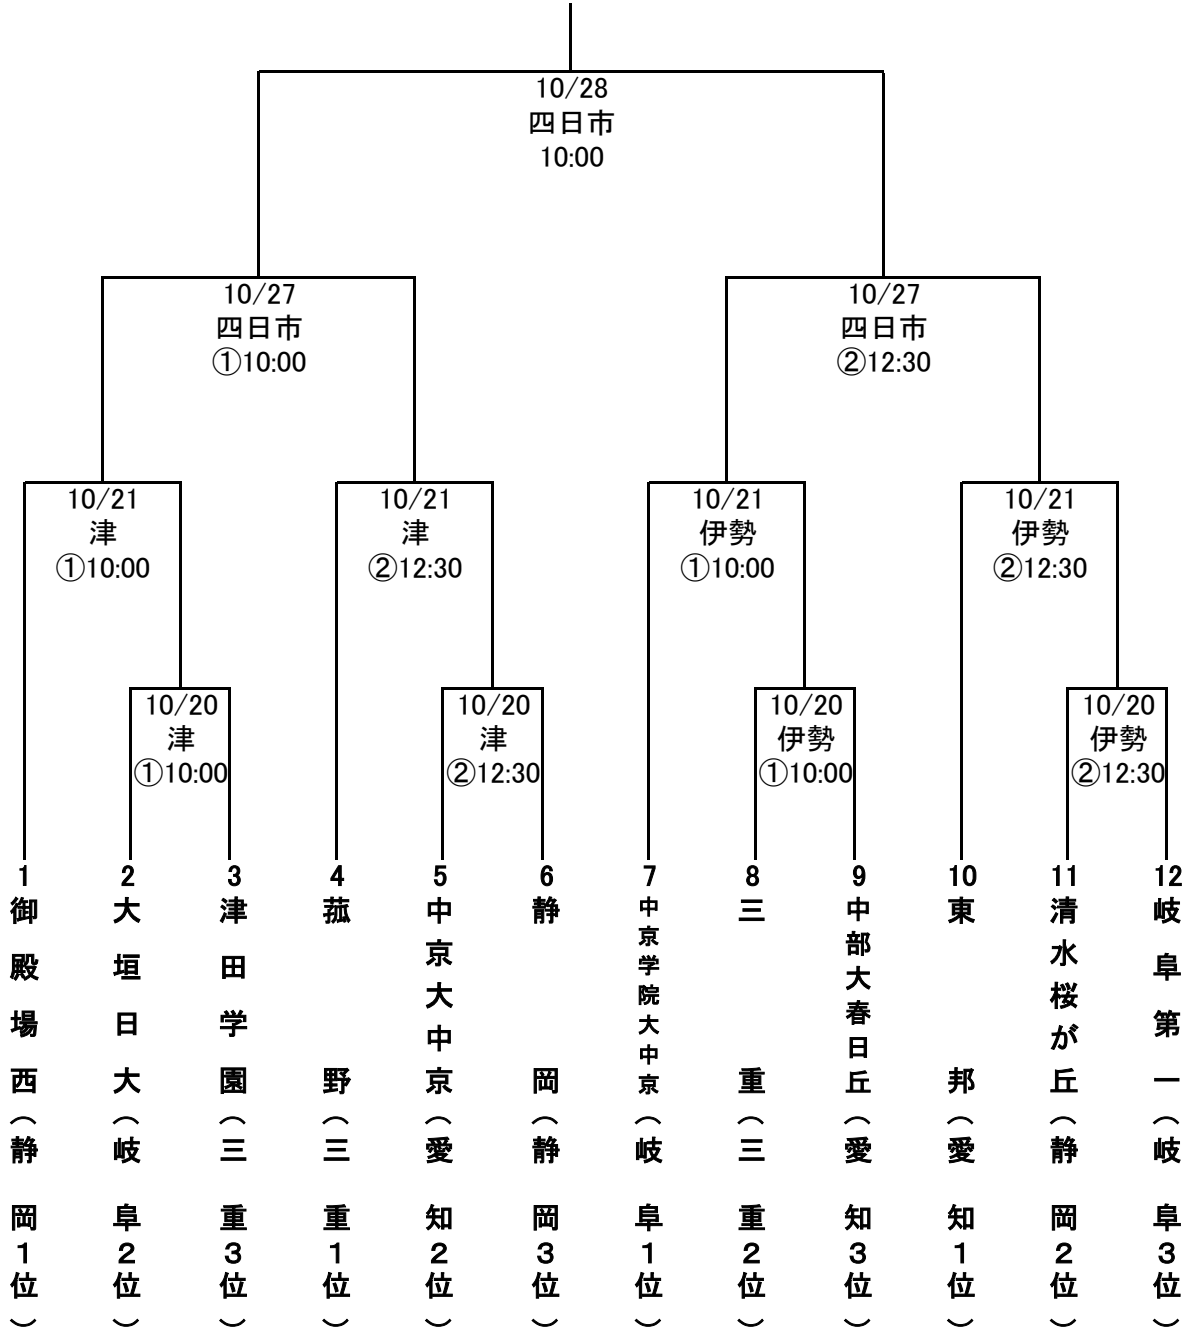 10/28
四日市
10:00
10/27
四日市
①10:00
10/27
四日市
②12:30
10/21
津
①10:00
10/21
津
②12:30
10/21
伊勢
①10:00
10/21
伊勢
②12:30
10/20
津
①10:00
10/20
津
②12:30
10/20
伊勢
①10:00
10/20
伊勢
②12:30
1
御殿場西(静岡1位)
2
大垣日大(岐阜2位)
3
津田学園(三重3位)
4
菰野(三重1位)
5
中京大中京(愛知2位)
6
静岡(静岡3位)
7
中京学院大中京(岐阜1位)
8
三重(三重2位)
9
中部大春日丘(愛知3位)
10
東邦(愛知1位)
11
清水桜が丘(静岡2位)
12
岐阜第一(岐阜3位)